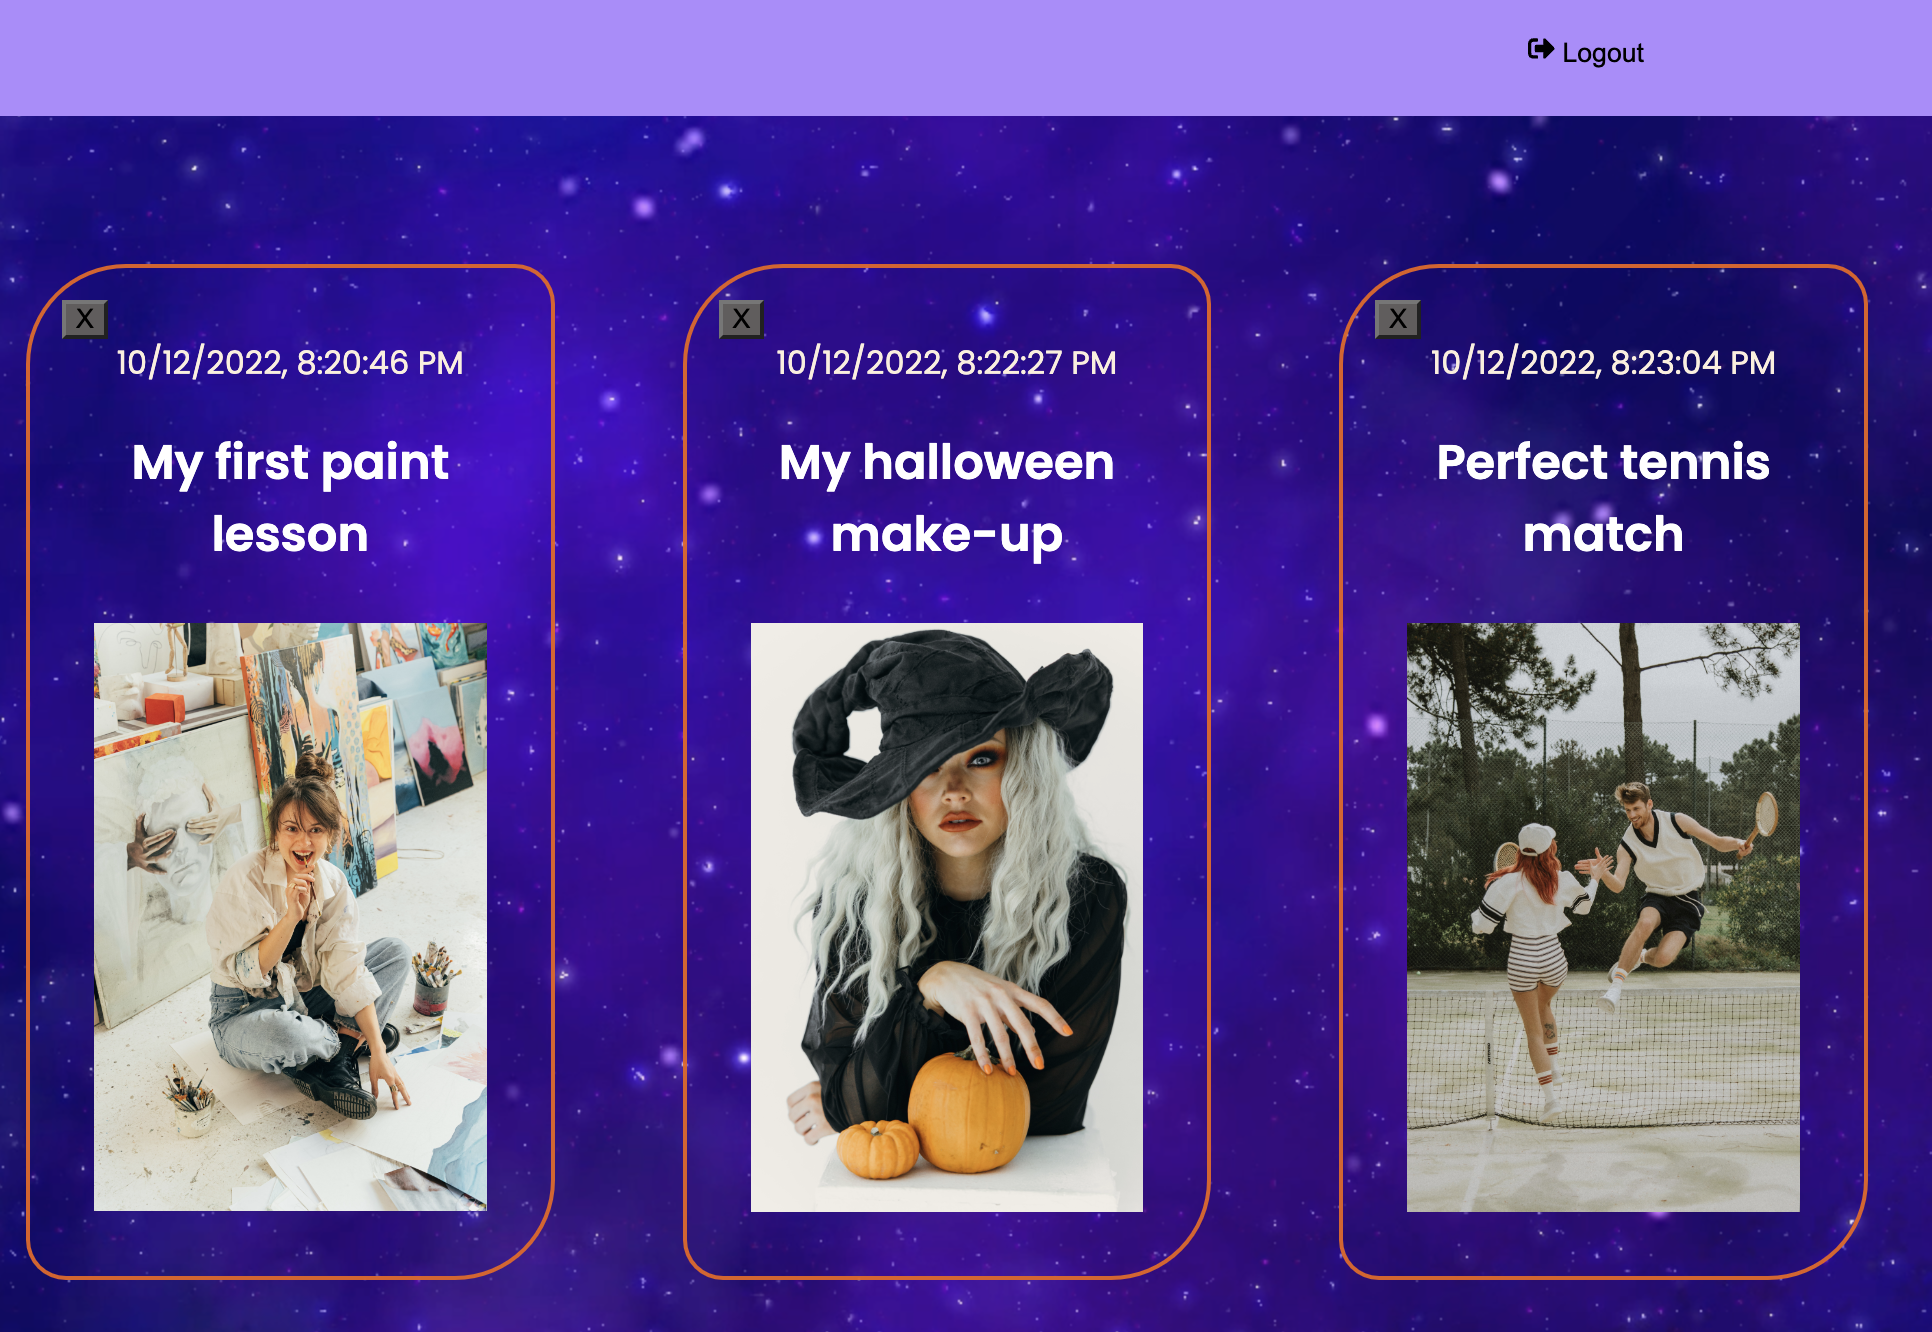 Logout
X
10/12/2022, 8:20:46 PM
My first paint
lesson
X
10/12/2022, 8:22:27 PM
My halloween
make-up
X
10/12/2022, 8:23:04 PM
Perfect tennis
match